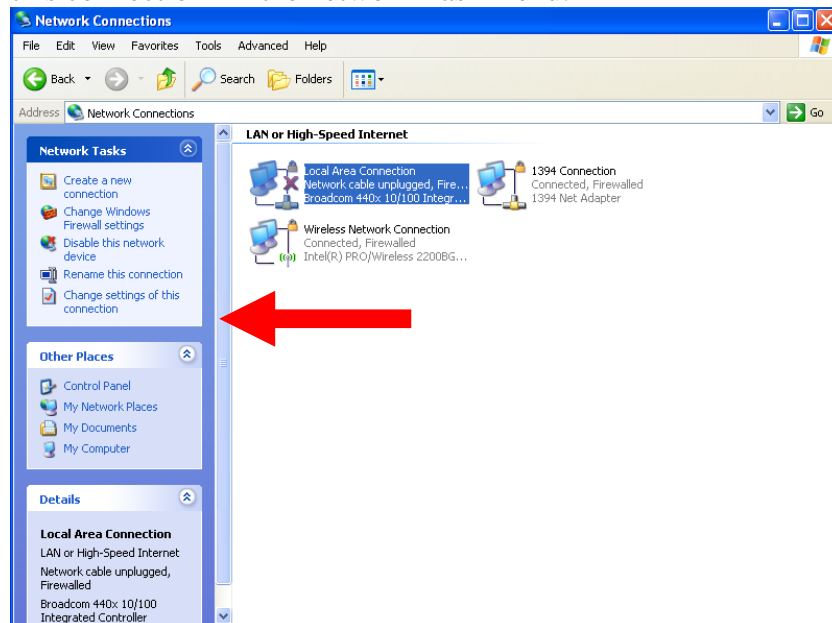 Network Connections
File Edit View Favorites Tools Advanced Help
Back Search Folders
Address Network Connections Go
Network Tasks
Create a new
connection
Change Windows
Firewall settings
Disable this network
device
Rename this connection
Change settings of this
connection
Other Places
Control Panel
My Network Places
My Documents
My Computer
Details
Local Area Connection
LAN or High-Speed Internet
Network cable unplugged,
Firewalled
Broadcom 440x 10/100
Integrated Controller
LAN or High-Speed Internet
Local Area Connection
Network cable unplugged, Fire...
Broadcom 440x 10/100 Integr...
1394 Connection
Connected, Firewalled
1394 Net Adapter
Wireless Network Connection
Connected, Firewalled
Intel(R) PRO/Wireless 2200BG...